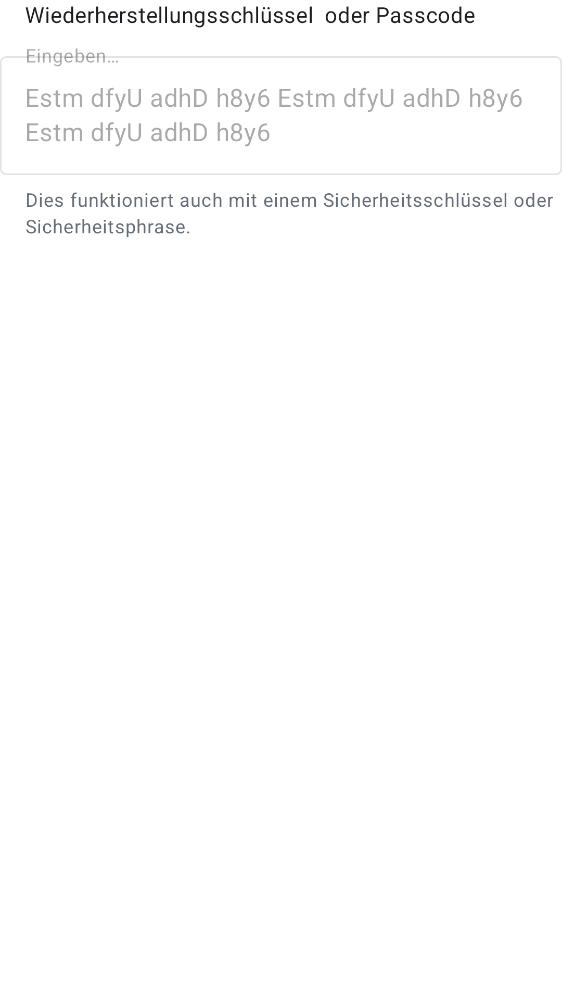 Wiederherstellungsschlüssel  oder Passcode
Eingeben…
Estm dfyU adhD h8y6 Estm dfyU adhD h8y6
Estm dfyU adhD h8y6
Dies funktioniert auch mit einem Sicherheitsschlüssel oder
Sicherheitsphrase.